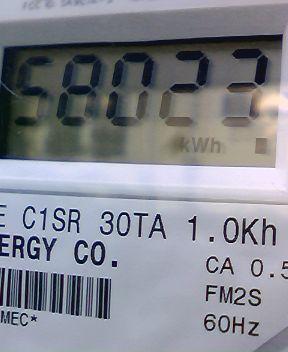 58023
kWh
E C1SR 30TA 1.0Kh
ERGY CO.
CA 0.5
FM2S
MEC*
60Hz